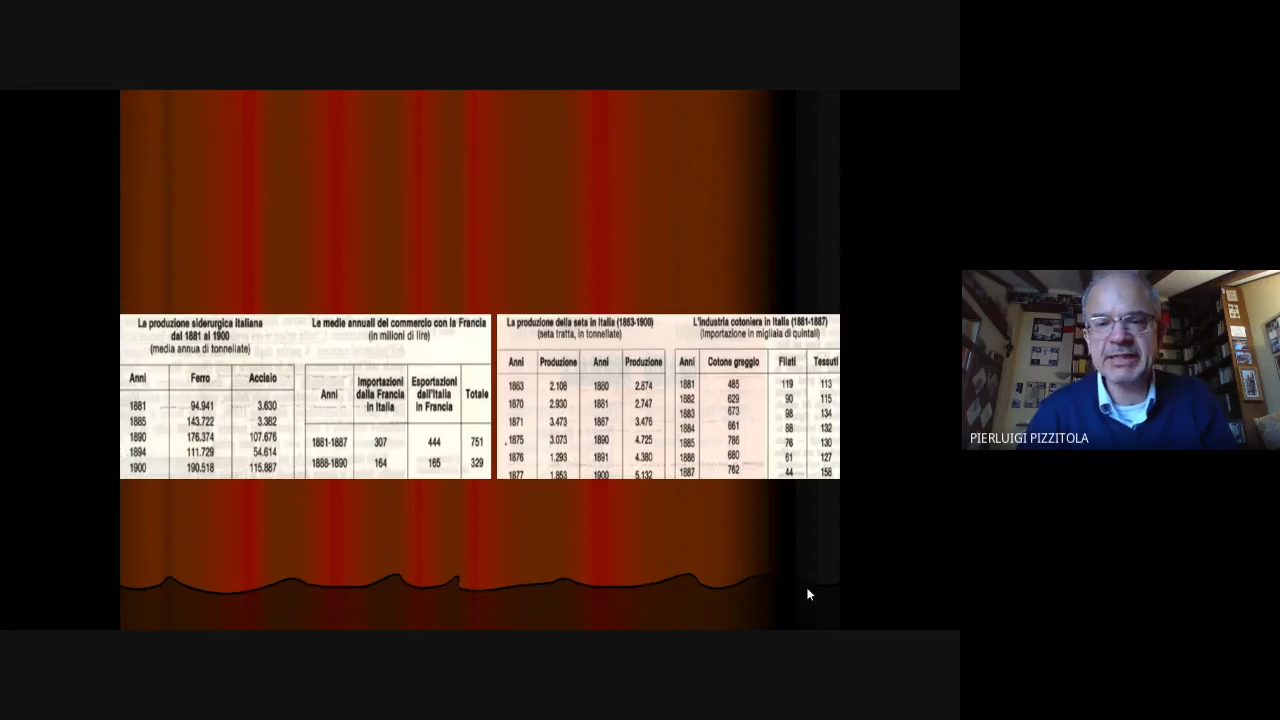 La produzione siderurgica italiana
dal 1881 al 1900
(media annua di tonnellate)
Anni Ferro Acciaio
1881 94.941 3.630
1885 143.722 3.382
1890 176.374 107.676
1894 111.729 54.614
1900 190.518 115.887
Le medie annuali del commercio con la Francia
(in milioni di lire)
Anni Importazioni dalla Francia in Italia Esportazioni dall'Italia in Francia Totale
1881-1887 307 444 751
1888-1890 164 165 329
La produzione della seta in Italia (1863-1900)
(seta tratta, in tonnellate)
Anni Produzione Anni Produzione
1863 2.108 1880 2.874
1870 2.930 1881 2.747
1871 3.473 1887 3.476
1875 3.073 1890 4.725
1876 1.293 1891 4.380
1877 1.853 1900 5.132
L'industria cotoniera in Italia (1881-1887)
(Importazione in migliaia di quintali)
Anni Cotone greggio Filati Tessuti
1881 485 119 113
1882 629 90 115
1883 673 98 134
1884 661 88 132
1885 786 76 130
1886 680 61 127
1887 762 44 158
PIERLUIGI PIZZITOLA